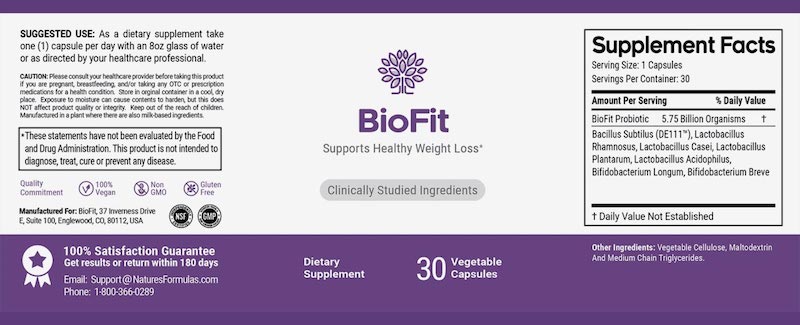 SUGGESTED USE: As a dietary supplement take
one (1) capsule per day with an 8oz glass of water
or as directed by your healthcare professional.
CAUTION: Please consult your healthcare provider before taking this product
if you are pregnant, breastfeeding, and/or taking any OTC or prescription
medications for a health condition. Store in orginal container in a cool, dry
place. Exposure to moisture can cause contents to harden, but this does
NOT affect product quality or integrity. Keep out of the reach of children.
Manufactured in a plant where there are also milk-based ingredients.
*These statements have not been evaluated by the Food
and Drug Administration. This product is not intended to
diagnose, treat, cure or prevent any disease.
Quality
Commitment
100%
Vegan
Non
GMO
Gluten
Free
Manufactured For: BioFit, 37 Inverness Drive
E, Suite 100, Englewood, CO, 80112, USA
NSF
GMP
100% Satisfaction Guarantee
Get results or return within 180 days
Email: Support@NaturesFormulas.com
Phone: 1-800-366-0289
BioFit
Supports Healthy Weight Loss*
Clinically Studied Ingredients
Dietary
Supplement
30 Vegetable
Capsules
Supplement Facts
Serving Size: 1 Capsules
Servings Per Container: 30
Amount Per Serving % Daily Value
BioFit Probiotic 5.75 Billion Organisms †
Bacillus Subtilus (DE111™), Lactobacillus
Rhamnosus, Lactobacillus Casei, Lactobacillus
Plantarum, Lactobacillus Acidophilus,
Bifidobacterium Longum, Bifidobacterium Breve
† Daily Value Not Established
Other Ingredients: Vegetable Cellulose, Maltodextrin
And Medium Chain Triglycerides.